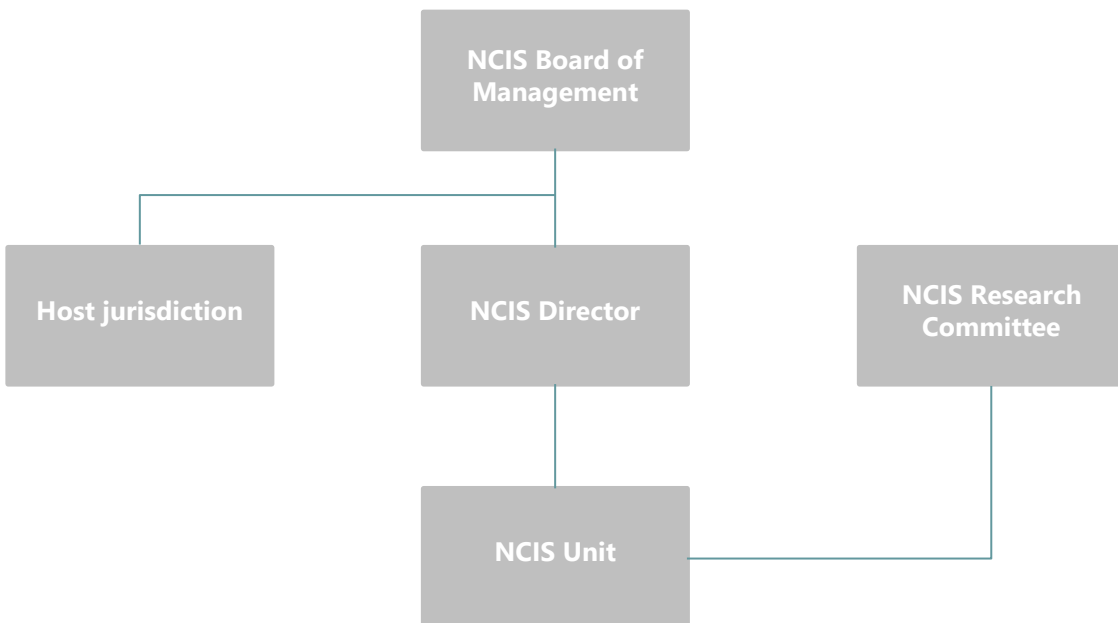 NCIS Board of
Management
Host jurisdiction
NCIS Director
NCIS Research
Committee
NCIS Unit